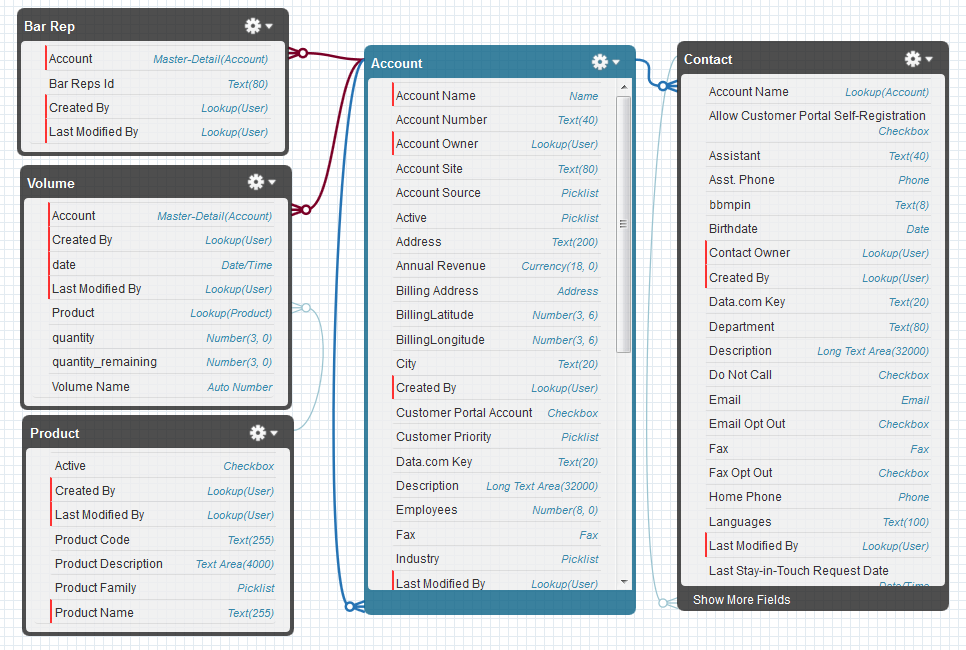 Bar Rep
Account Master-Detail(Account)
Bar Reps Id Text(80)
Created By Lookup(User)
Last Modified By Lookup(User)
Volume
Account Master-Detail(Account)
Created By Lookup(User)
date Date/Time
Last Modified By Lookup(User)
Product Lookup(Product)
quantity Number(3, 0)
quantity_remaining Number(3, 0)
Volume Name Auto Number
Product
Active Checkbox
Created By Lookup(User)
Last Modified By Lookup(User)
Product Code Text(255)
Product Description Text Area(4000)
Product Family Picklist
Product Name Text(255)
Account
Account Name Name
Account Number Text(40)
Account Owner Lookup(User)
Account Site Text(80)
Account Source Picklist
Active Picklist
Address Text(200)
Annual Revenue Currency(18, 0)
Billing Address Address
BillingLatitude Number(3, 6)
BillingLongitude Number(3, 6)
City Text(20)
Created By Lookup(User)
Customer Portal Account Checkbox
Customer Priority Picklist
Data.com Key Text(20)
Description Long Text Area(32000)
Employees Number(8, 0)
Fax Fax
Industry Picklist
Last Modified By Lookup(User)
Contact
Account Name Lookup(Account)
Allow Customer Portal Self-Registration
Checkbox
Assistant Text(40)
Asst. Phone Phone
bbmpin Text(8)
Birthdate Date
Contact Owner Lookup(User)
Created By Lookup(User)
Data.com Key Text(20)
Department Text(80)
Description Long Text Area(32000)
Do Not Call Checkbox
Email Email
Email Opt Out Checkbox
Fax Fax
Fax Opt Out Checkbox
Home Phone Phone
Languages Text(100)
Last Modified By Lookup(User)
Last Stay-in-Touch Request Date
Date/Time
Show More Fields